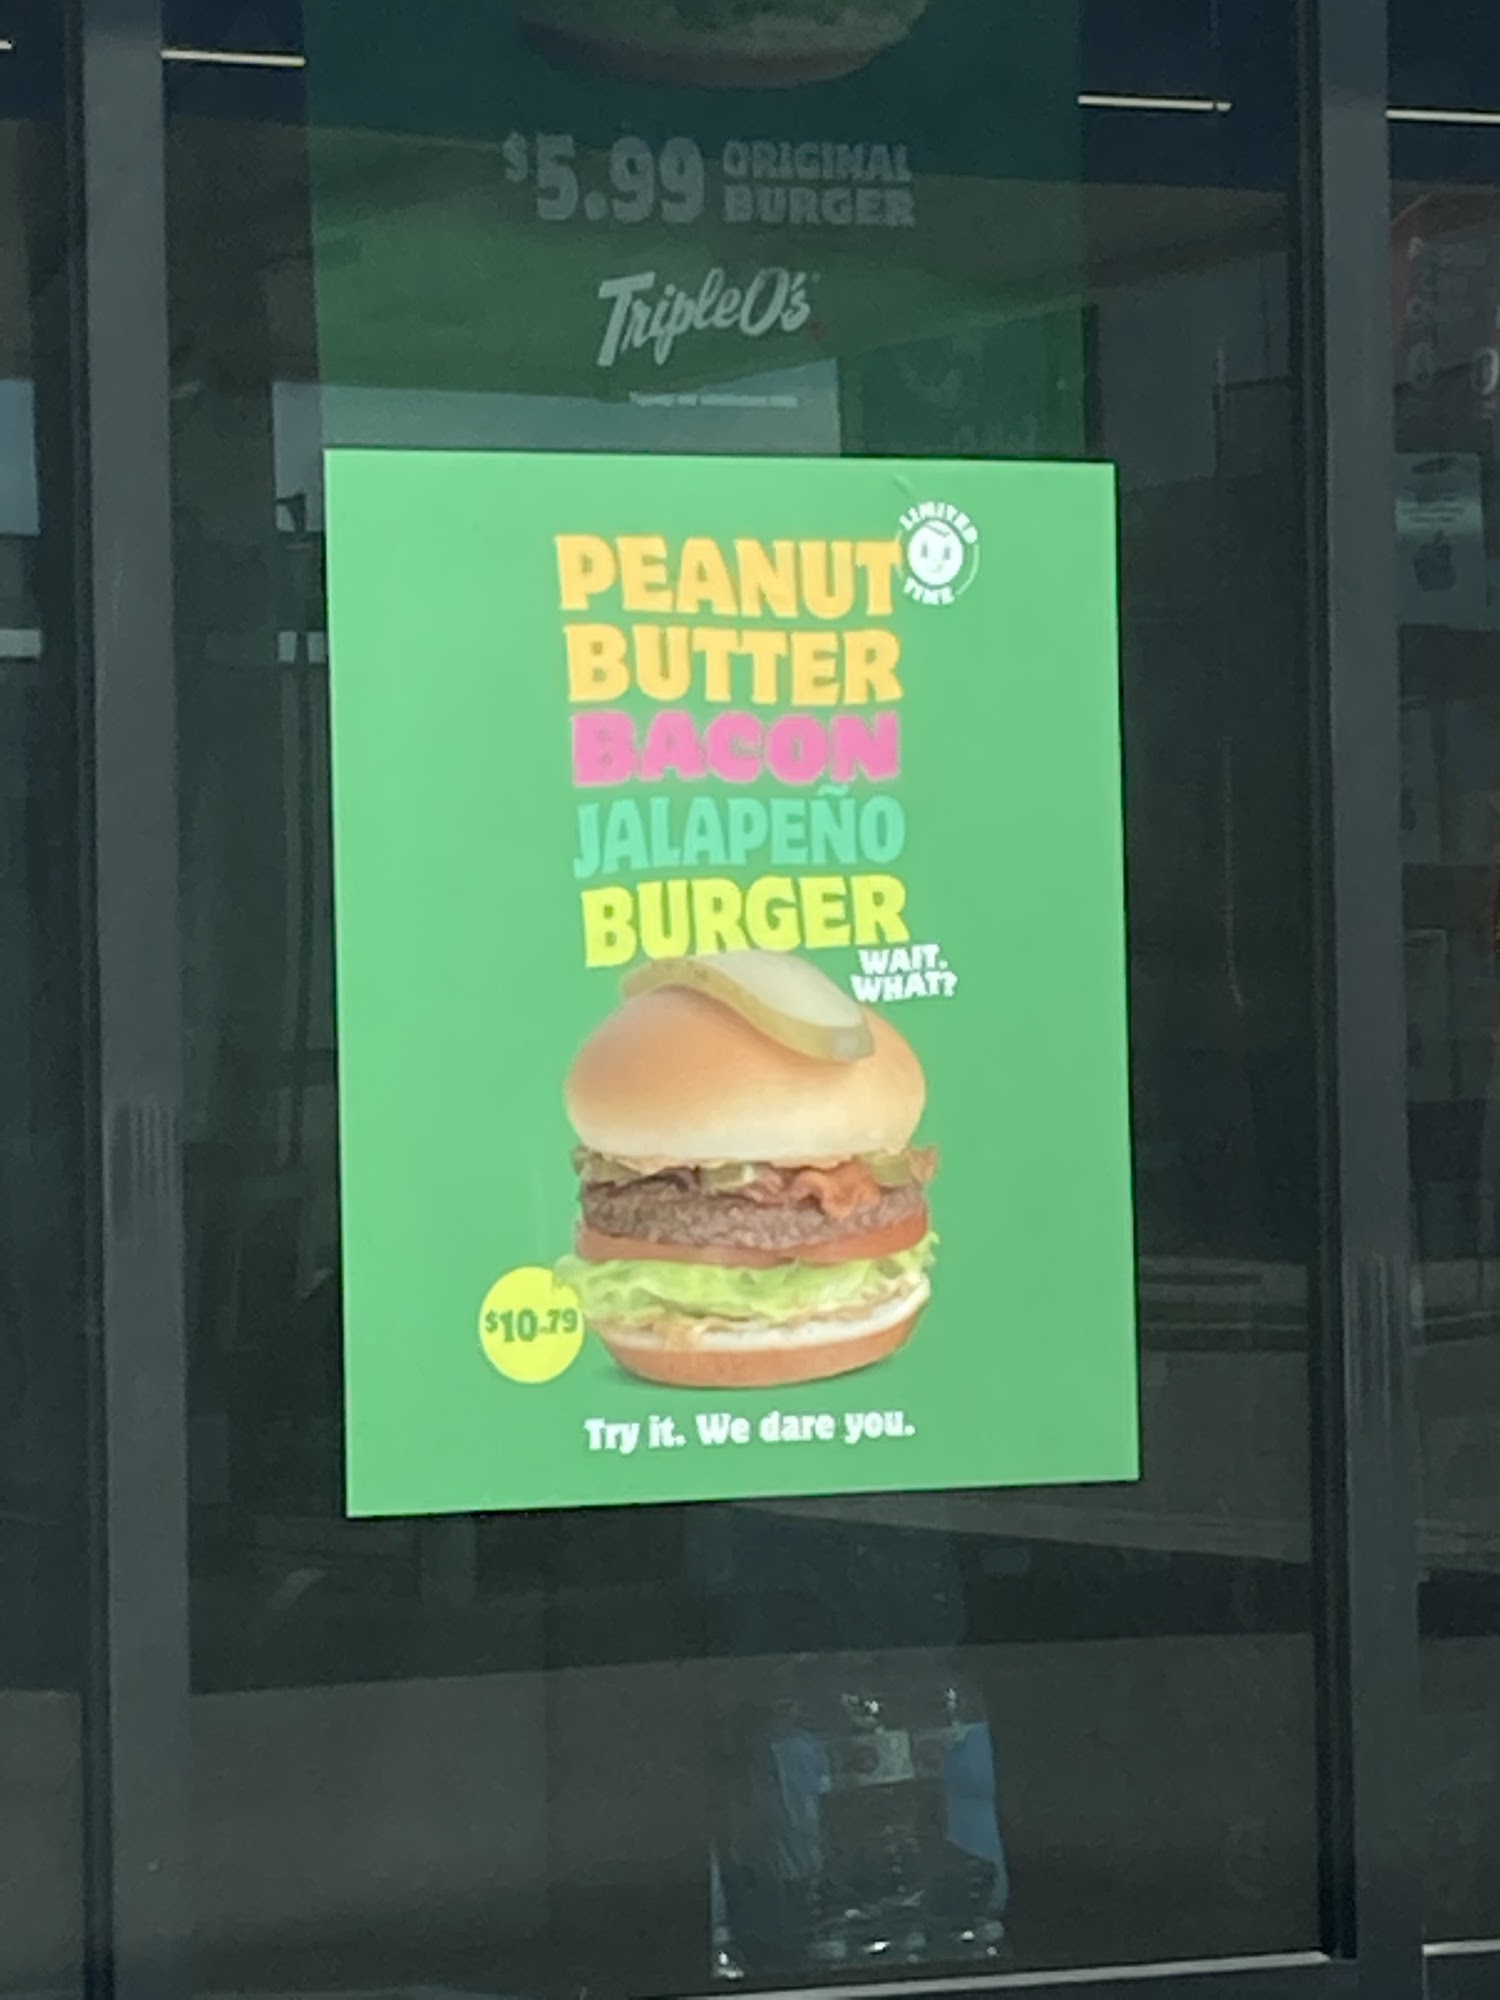 $5.99 ORIGINAL
BURGER
Triple O's
LIMITED
TIME
PEANUT
BUTTER
BACON
JALAPEÑO
BURGER
WAIT.
WHAT?
$10.79
Try it. We dare you.